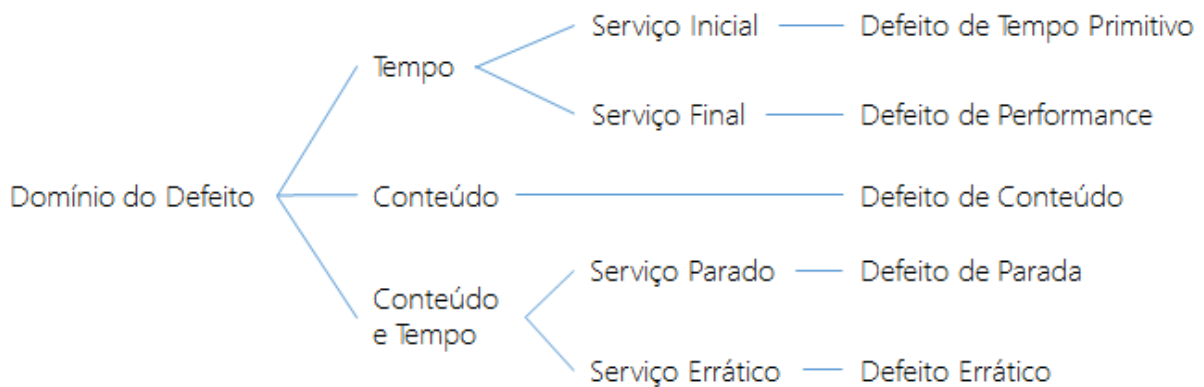 Serviço Inicial
Defeito de Tempo Primitivo
Tempo
Serviço Final
Defeito de Performance
Domínio do Defeito
Conteúdo
Defeito de Conteúdo
Serviço Parado
Defeito de Parada
Conteúdo
e Tempo
Serviço Errático
Defeito Errático